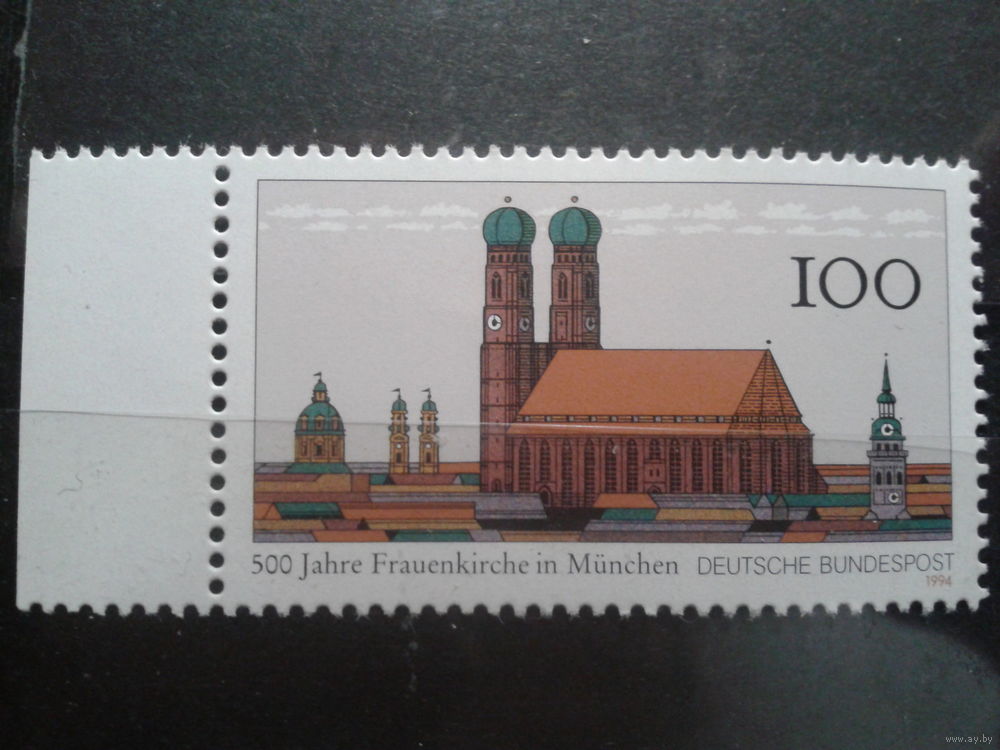 100
500 Jahre Frauenkirche in München DEUTSCHE BUNDESPOST
1994
www.ay.by